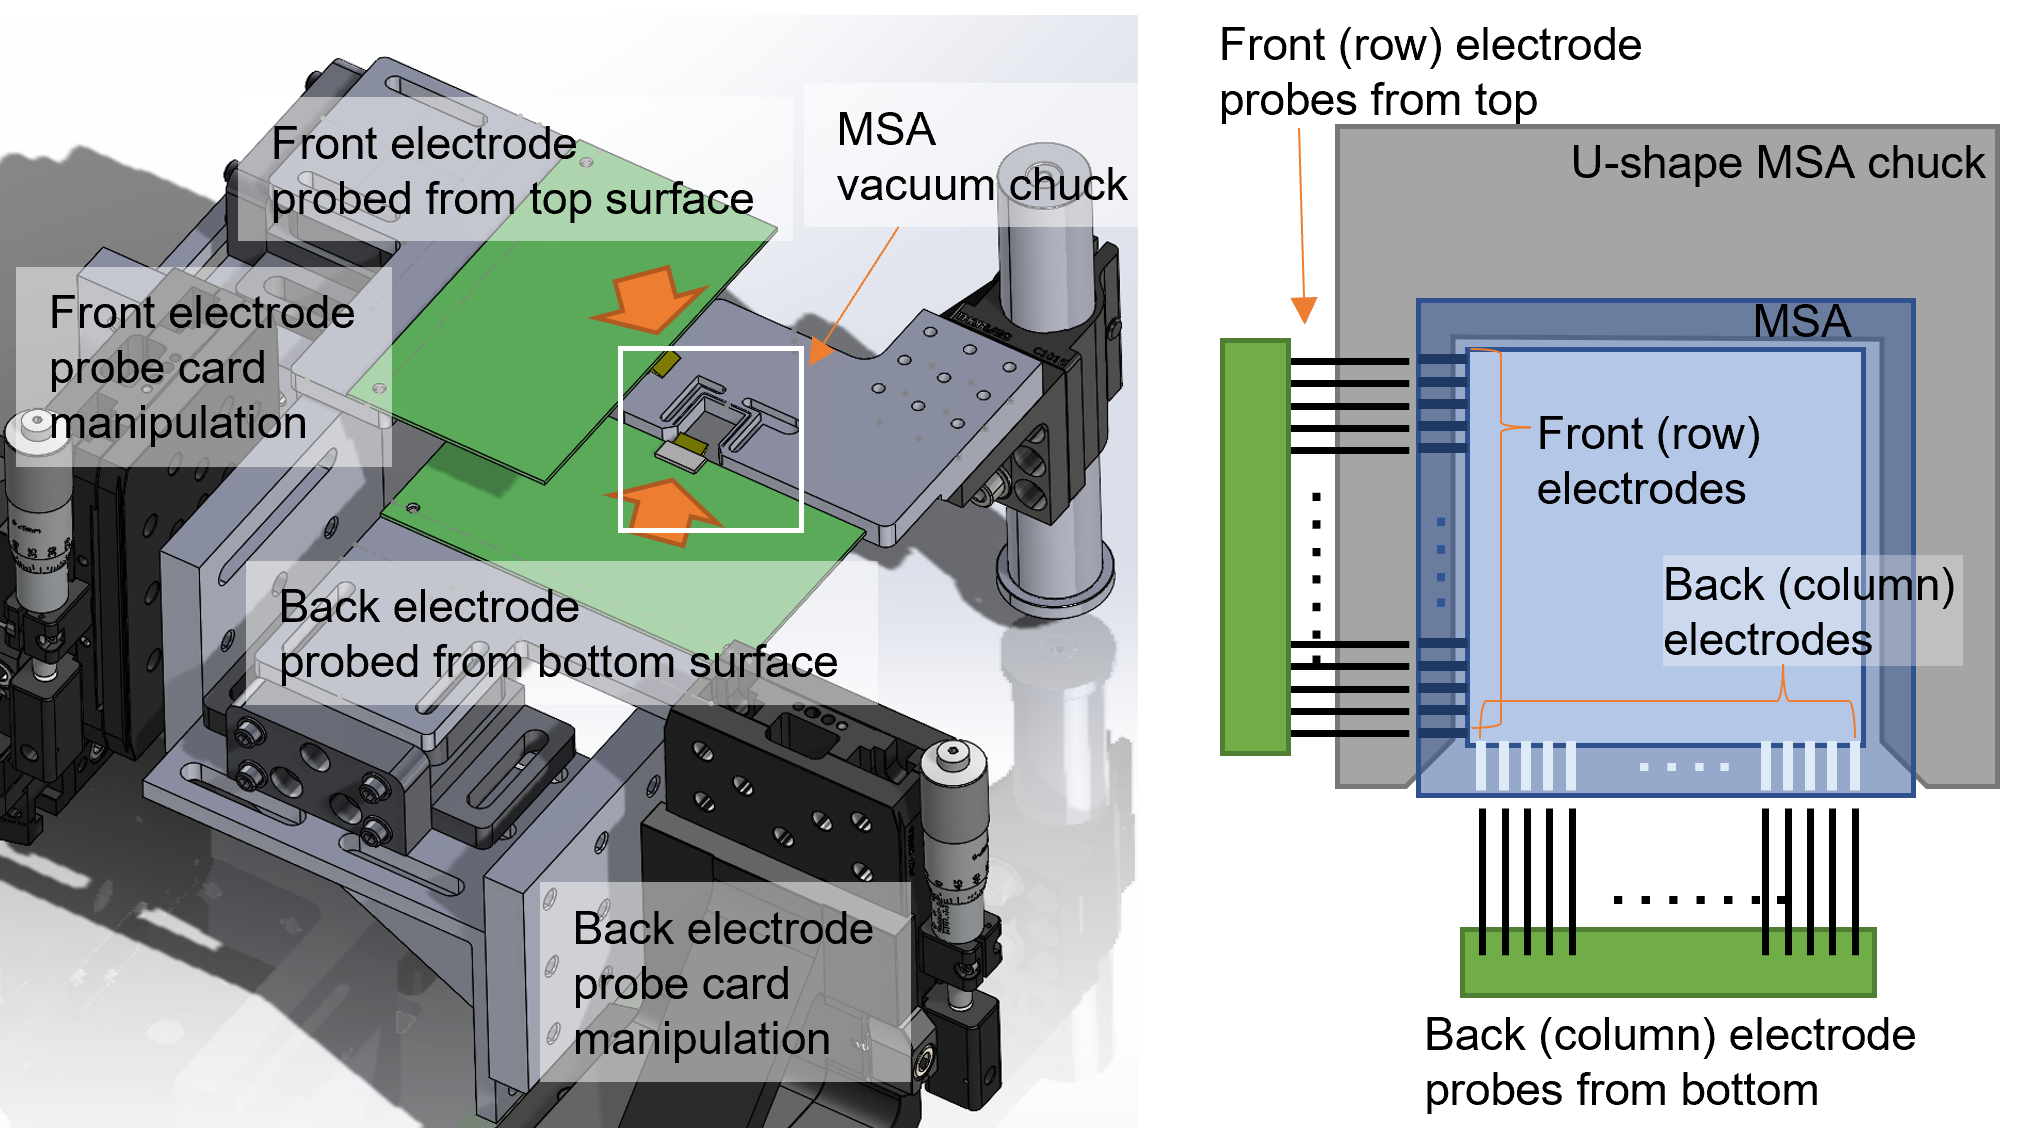 Front electrode
probed from top surface
MSA
vacuum chuck
Front electrode
probe card
manipulation
Back electrode
probed from bottom surface
Back electrode
probe card
manipulation
Front (row) electrode
probes from top
U-shape MSA chuck
MSA
Front (row)
electrodes
Back (column)
electrodes
Back (column) electrode
probes from bottom